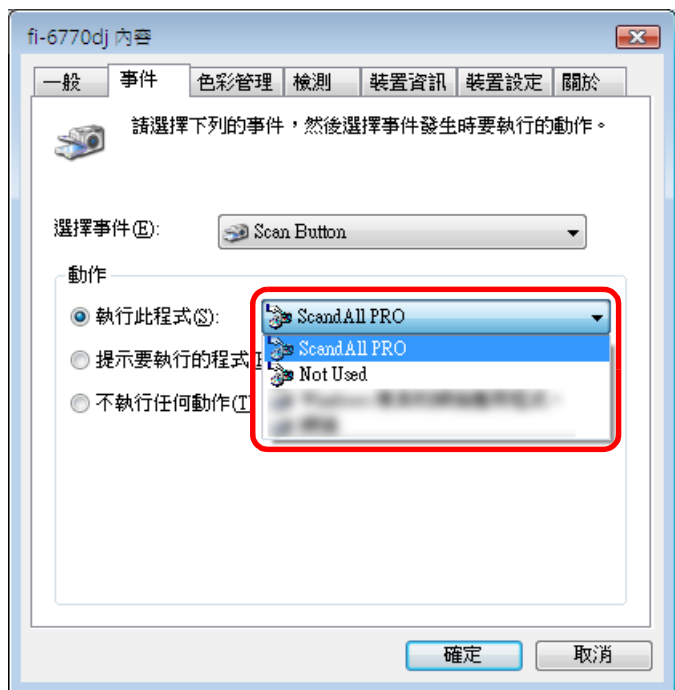 fi-6770dj 內容
一般 事件 色彩管理 檢測 裝置資訊 裝置設定 關於
請選擇下列的事件，然後選擇事件發生時要執行的動作。
選擇事件(E): Scan Button
動作
執行此程式(S): ScandAll PRO
ScandAll PRO
提示要執行的程式
Not Used
不執行任何動作(T
確定 取消